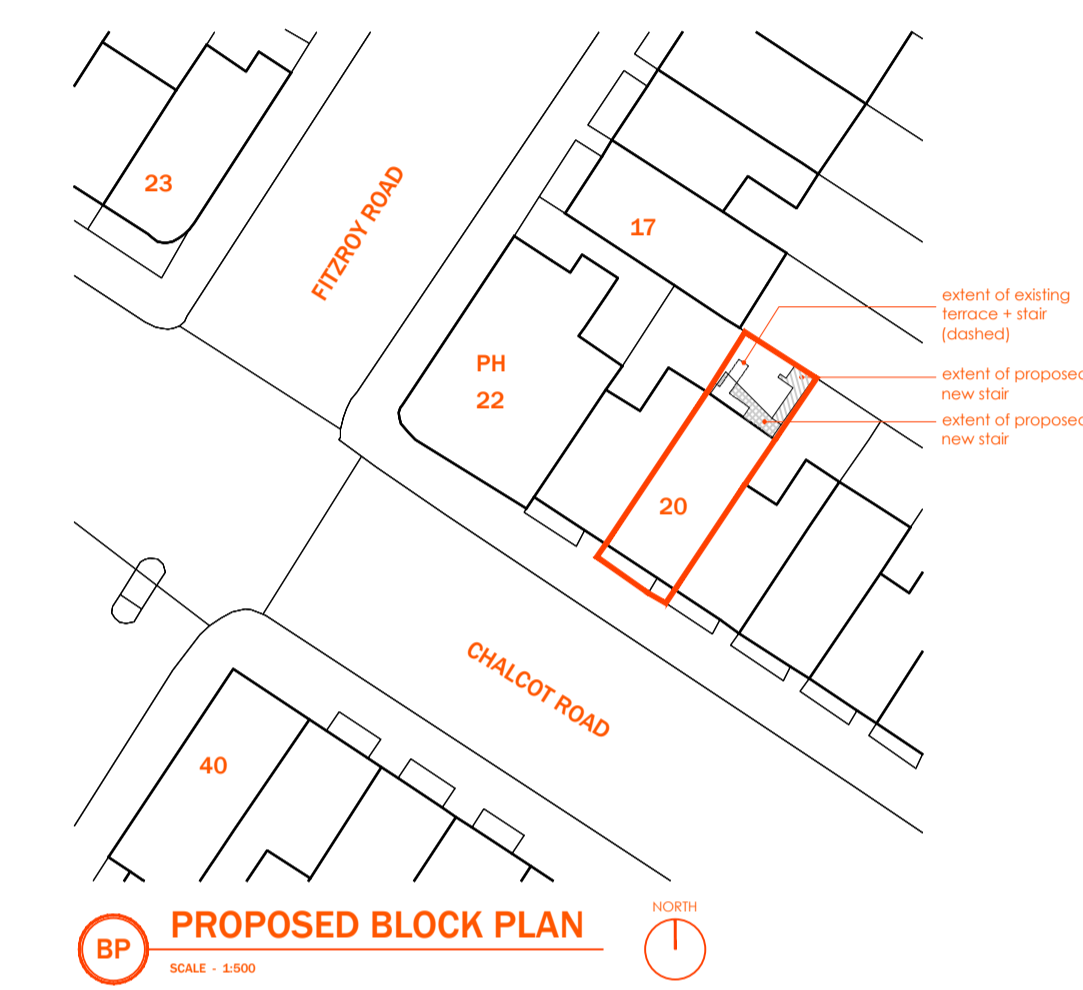 23
FITZROY ROAD
17
extent of existing
terrace + stair
(dashed)
PH
22
extent of proposed
new stair
extent of proposed
new stair
20
CHALCOT ROAD
40
BP
PROPOSED BLOCK PLAN
SCALE - 1:500
NORTH